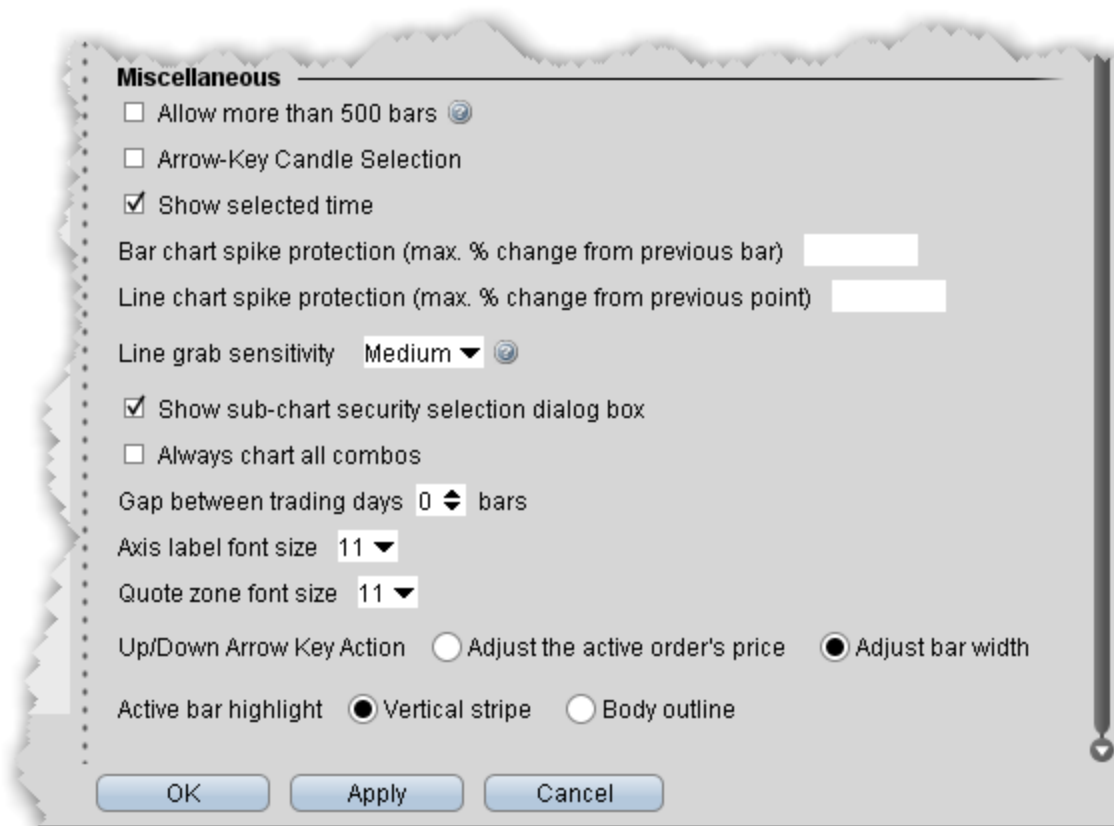 Miscellaneous
Allow more than 500 bars ?
Arrow-Key Candle Selection
Show selected time
Bar chart spike protection (max. % change from previous bar)
Line chart spike protection (max. % change from previous point)
Line grab sensitivity Medium ?
Show sub-chart security selection dialog box
Always chart all combos
Gap between trading days 0 bars
Axis label font size 11
Quote zone font size 11
Up/Down Arrow Key Action Adjust the active order's price Adjust bar width
Active bar highlight Vertical stripe Body outline
OK Apply Cancel